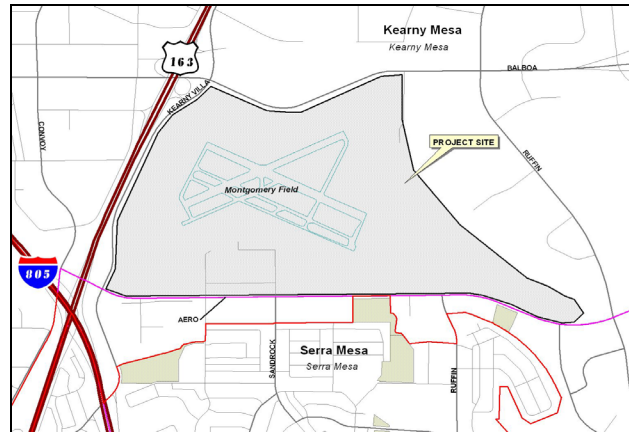 Kearny Mesa
Kearny Mesa
163
BALBOA
KEARNY VILLA
CONVOY
PROJECT SITE
RUFFIN
Montgomery Field
805
AERO
SANDROCK
Serra Mesa
Serra Mesa
RUFFIN